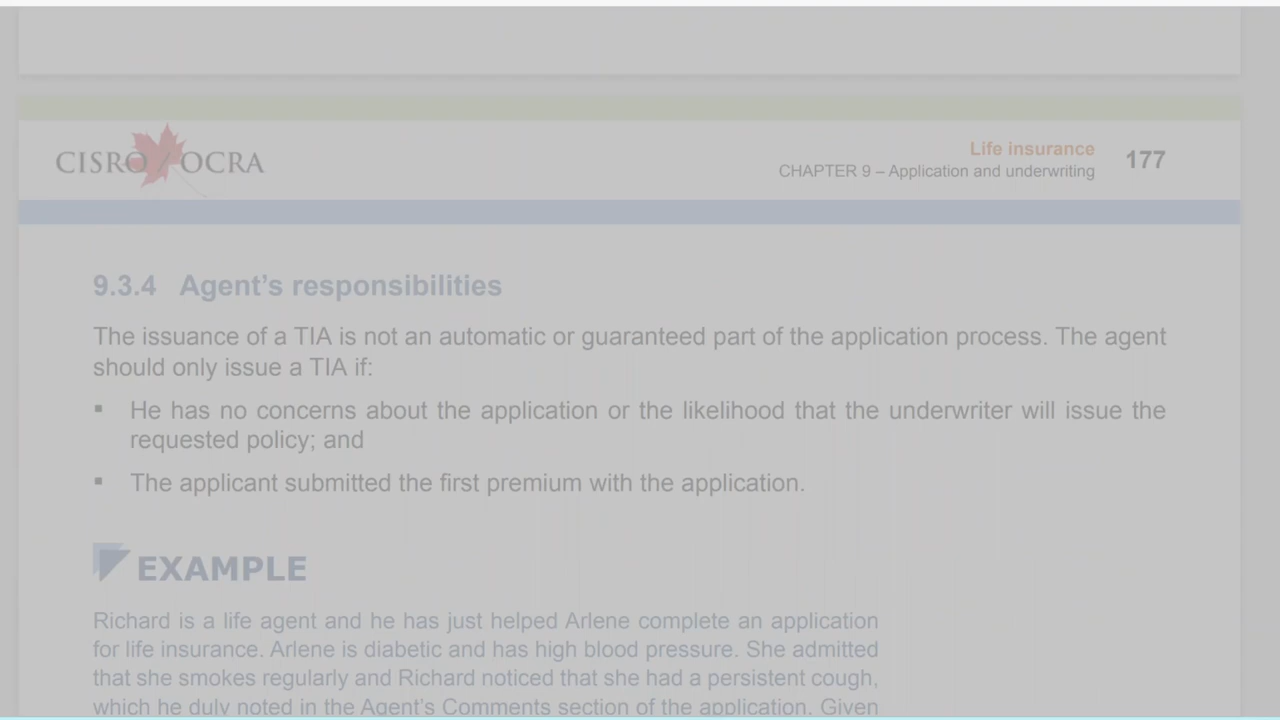 CISRO / OCRA
Life insurance
CHAPTER 9 – Application and underwriting
177
9.3.4 Agent’s responsibilities
The issuance of a TIA is not an automatic or guaranteed part of the application process. The agent
should only issue a TIA if:
▪ He has no concerns about the application or the likelihood that the underwriter will issue the
requested policy; and
▪ The applicant submitted the first premium with the application.
EXAMPLE
Richard is a life agent and he has just helped Arlene complete an application
for life insurance. Arlene is diabetic and has high blood pressure. She admitted
that she smokes regularly and Richard noticed that she had a persistent cough,
which he duly noted in the Agent’s Comments section of the application. Given